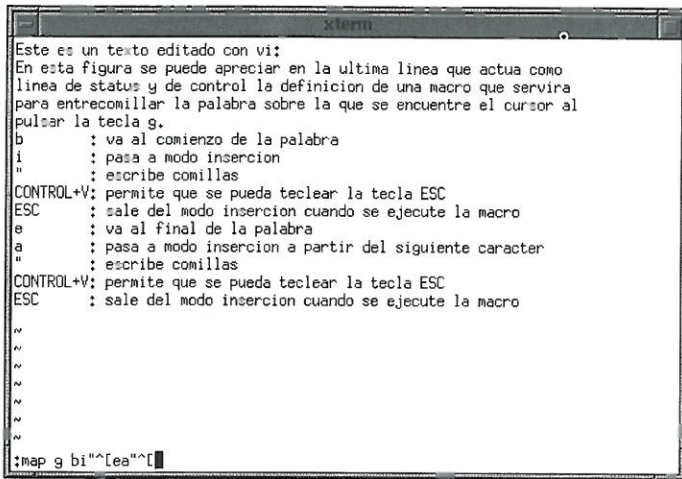 xterm
Este es un texto editado con vi:
En esta figura se puede apreciar en la ultima linea que actua como
linea de status y de control la definicion de una macro que servira
para entrecomillar la palabra sobre la que se encuentre el cursor al
pulsar la tecla g.
b        : va al comienzo de la palabra
i        : pasa a modo insercion
"        : escribe comillas
CONTROL+V: permite que se pueda teclear la tecla ESC
ESC      : sale del modo insercion cuando se ejecute la macro
e        : va al final de la palabra
a        : pasa a modo insercion a partir del siguiente caracter
"        : escribe comillas
CONTROL+V: permite que se pueda teclear la tecla ESC
ESC      : sale del modo insercion cuando se ejecute la macro
~
~
~
~
~
~
~
:map g bi"^[ea"^[